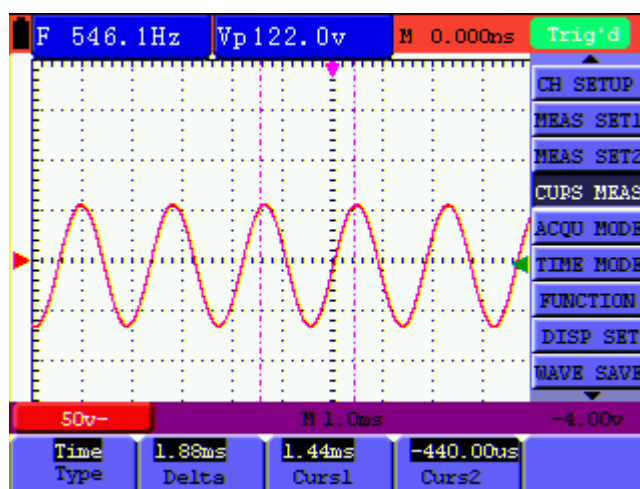 F 546.1Hz Vp122.0v M 0.000ns Trig'd
CH SETUP
MEAS SET1
MEAS SET2
CURS MEAS
ACQU MODE
TIME MODE
FUNCTION
DISP SET
WAVE SAVE
50v~ M 1.0ms -4.00v
Time 1.88ms 1.44ms -440.00us
Type Delta Curs1 Curs2